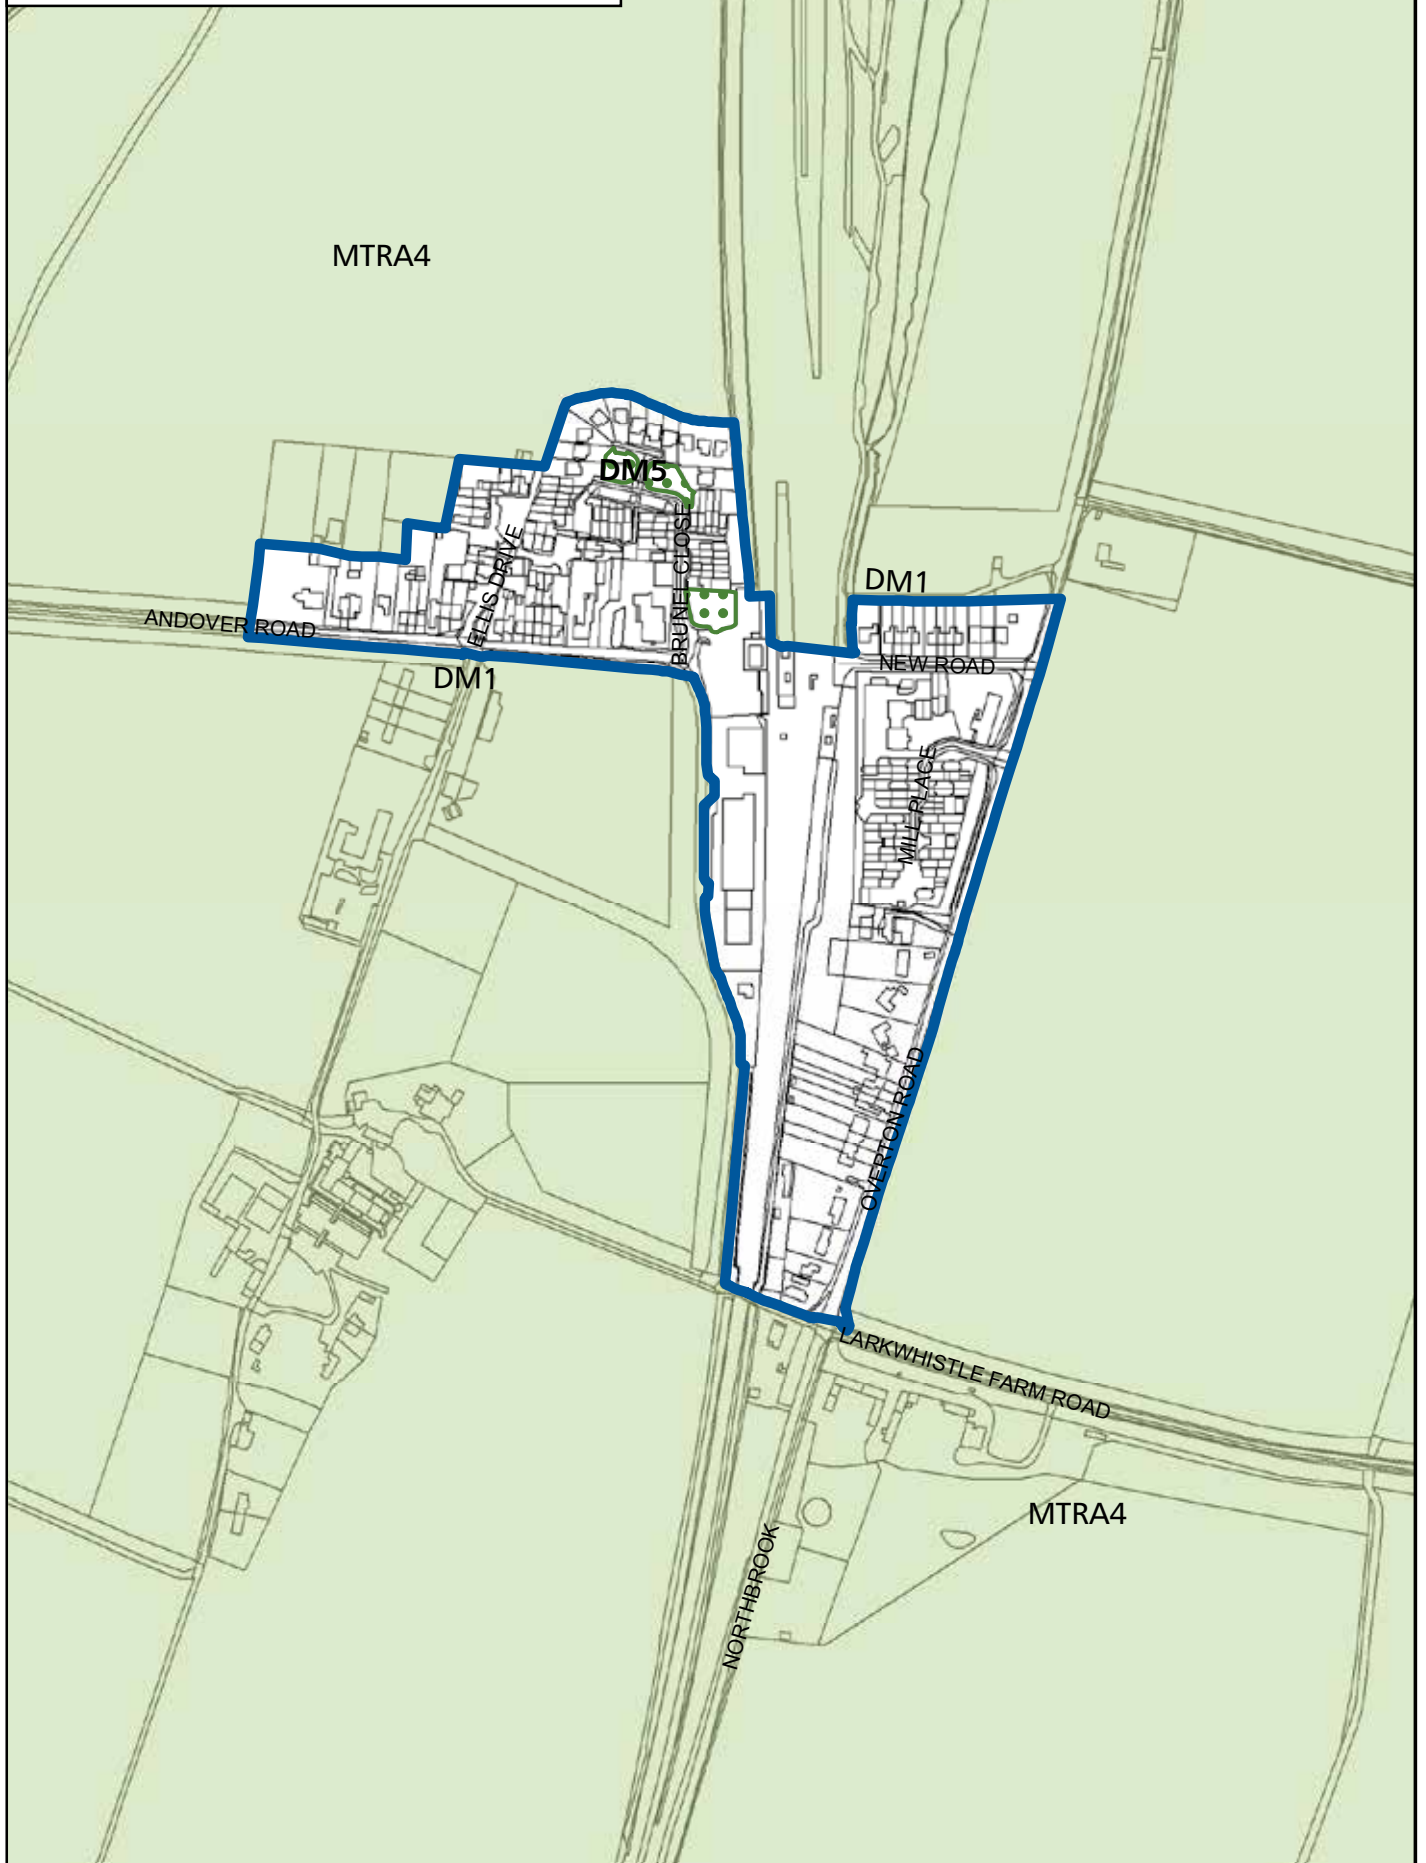 MTRA4
DM5
ELLIS DRIVE
BRUNEL CLOSE
DM1
ANDOVER ROAD
NEW ROAD
DM1
MILL PLACE
OVERTON ROAD
LARKWHISTLE FARM ROAD
MTRA4
NORTHBROOK